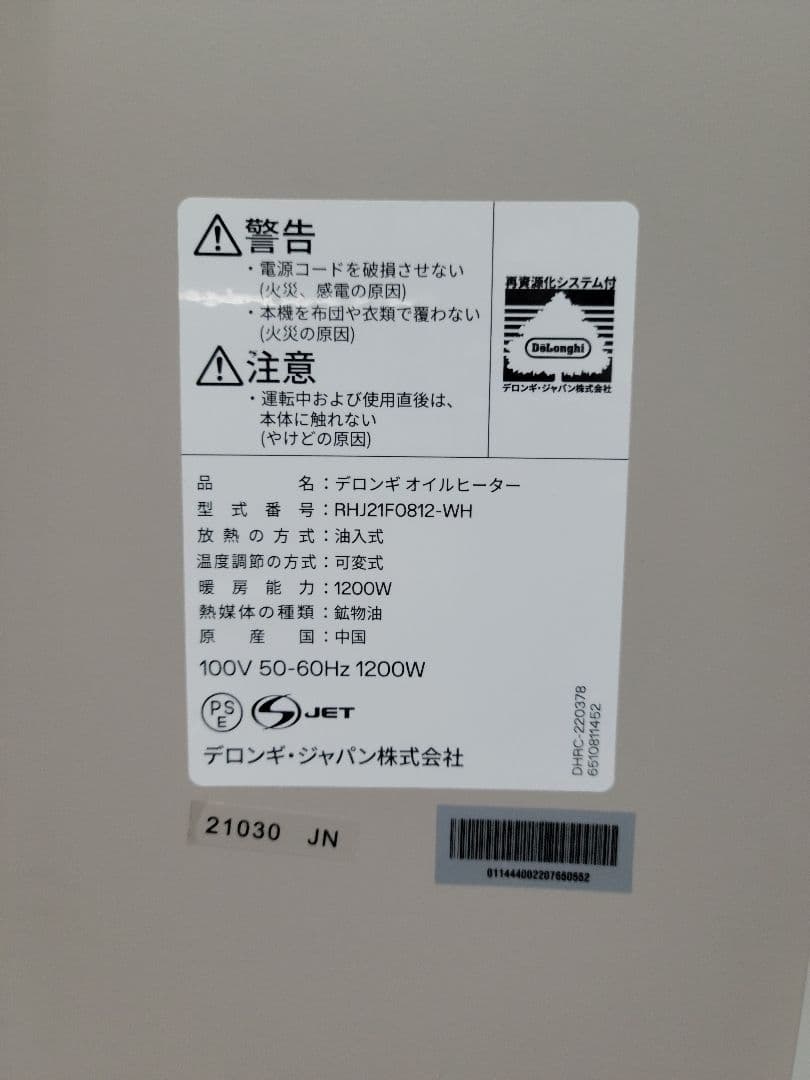 警告
・電源コードを破損させない
(火災、感電の原因)
・本機を布団や衣類で覆わない
(火災の原因)
注意
・運転中および使用直後は、
本体に触れない
(やけどの原因)
再資源化システム付
DeLonghi
デロンギ・ジャパン株式会社
品名：デロンギ オイルヒーター
型式番号：RHJ21F0812-WH
放熱の方式：油入式
温度調節の方式：可変式
暖房能力：1200W
熱媒体の種類：鉱物油
原産国：中国
100V 50-60Hz 1200W
PSE
JET
デロンギ・ジャパン株式会社
DHRC-220378
6510811452
21030 JN
011444002207650552